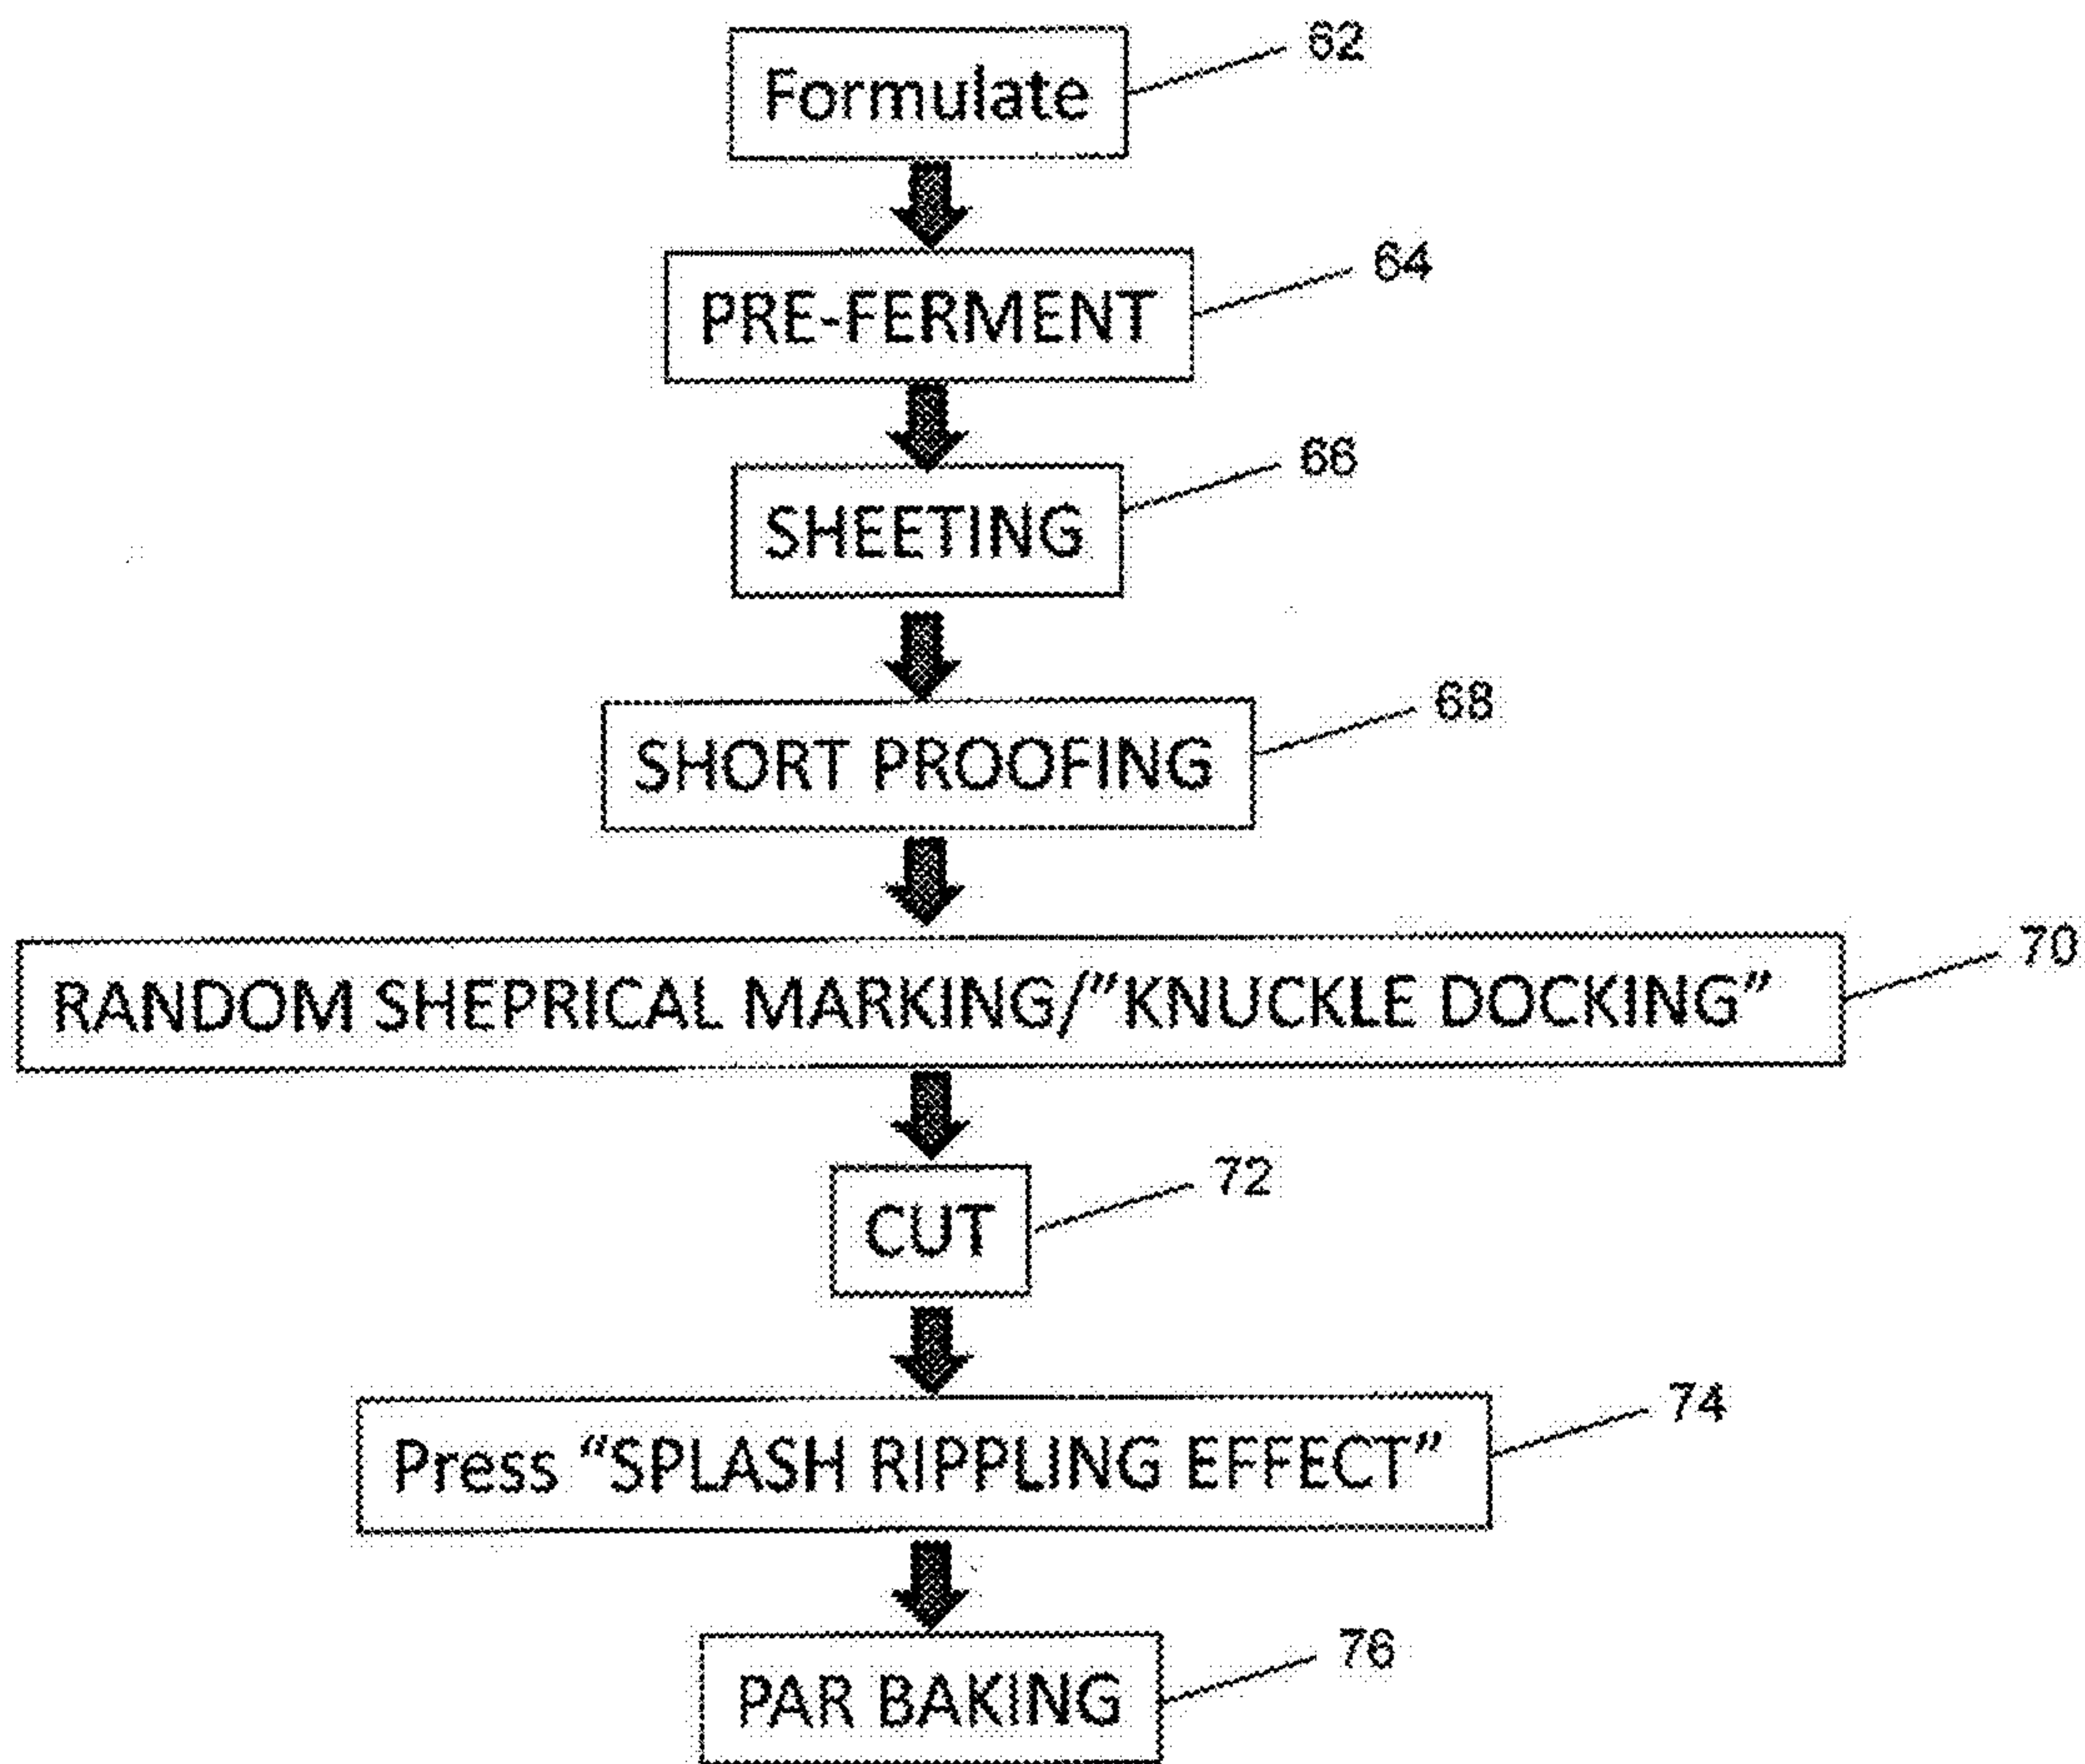 Formulate
62
PRE-FERMENT
64
SHEETING
66
SHORT PROOFING
68
RANDOM SHEPRICAL MARKING/”KNUCKLE DOCKING”
70
CUT
72
Press “SPLASH RIPPLING EFFECT”
74
PAR BAKING
76